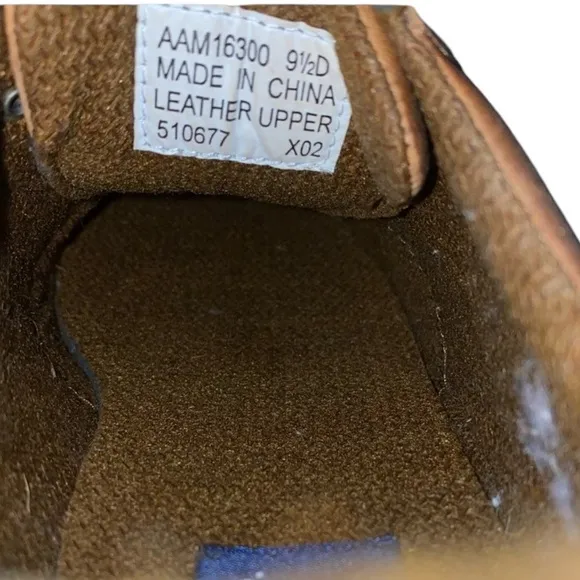 AAM16300 9½D
MADE IN CHINA
LEATHER UPPER
510677 X02